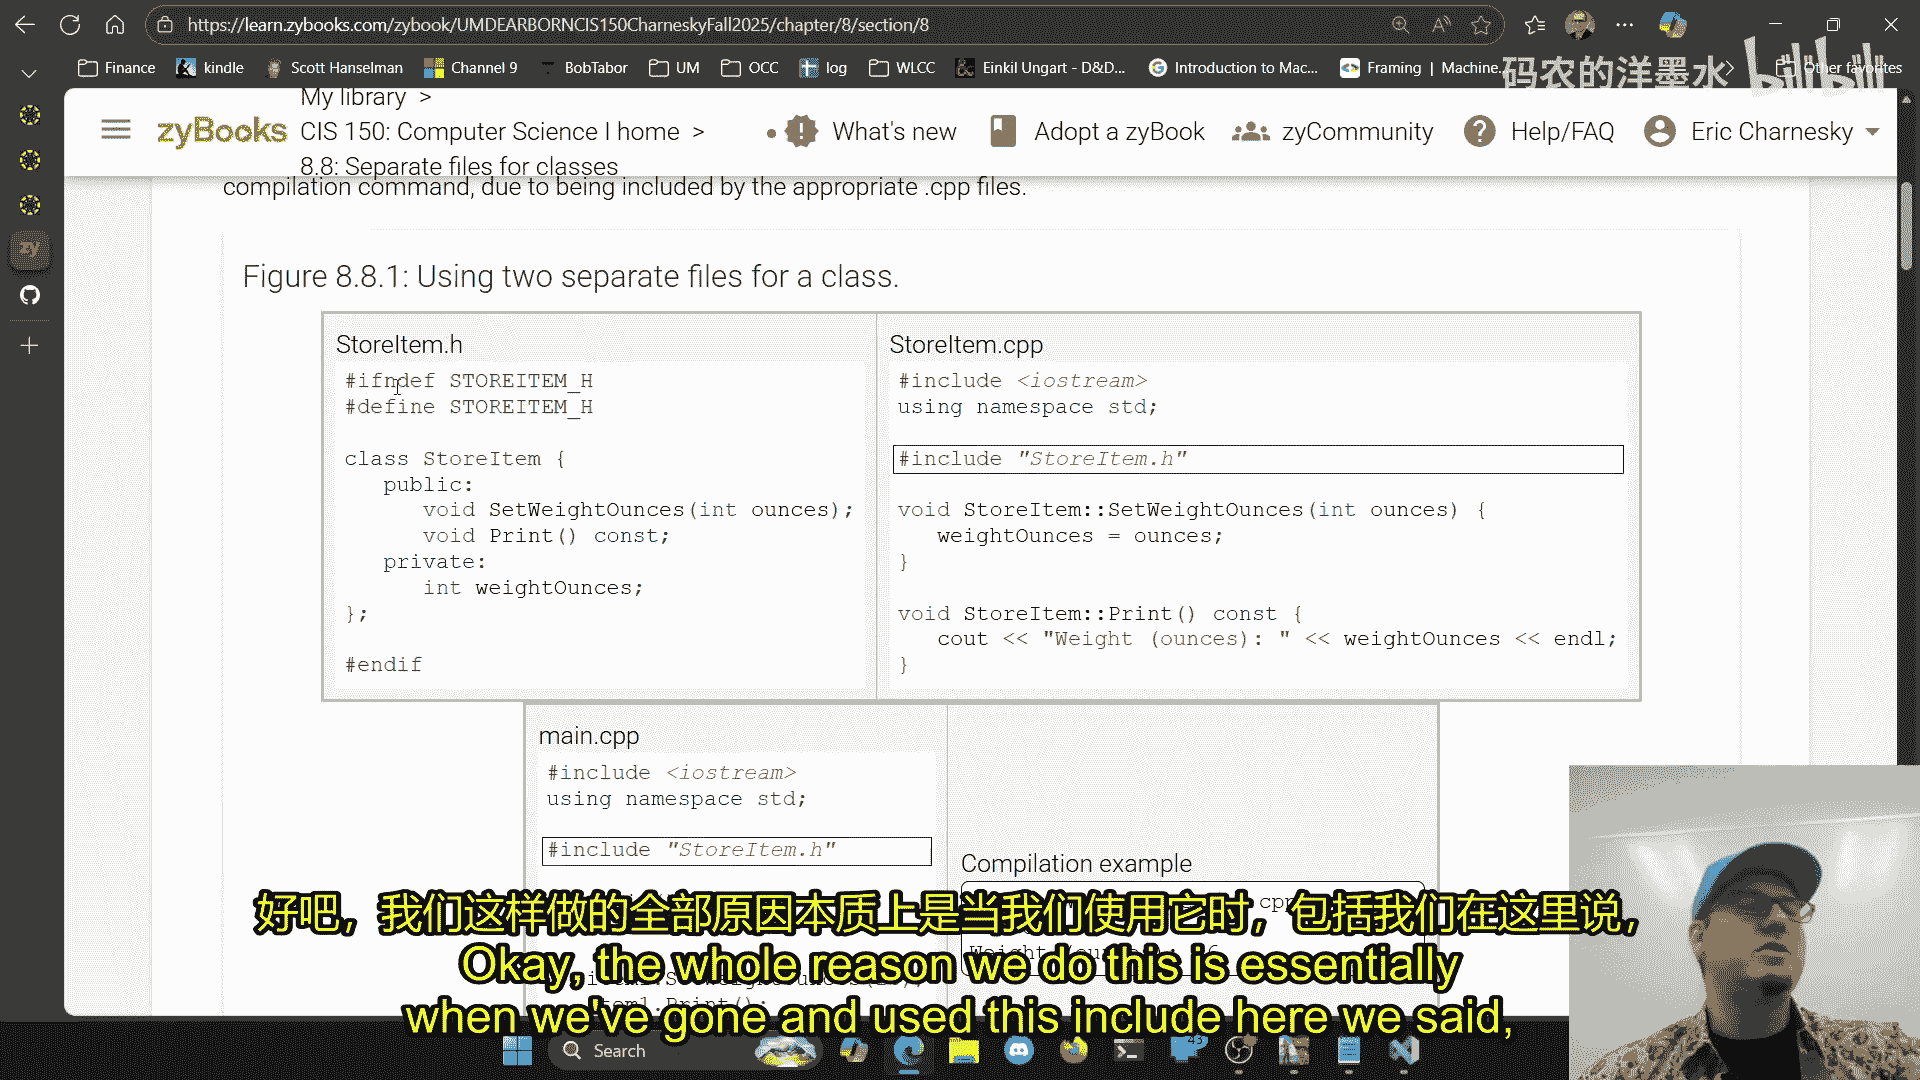 https://learn.zybooks.com/zybook/UMDEARBORNCIS150CharneskyFall2025/chapter/8/section/8
Finance
kindle
Scott Hanselman
Channel 9
BobTabor
UM
OCC
log
WLCC
Einkil Ungart - D&D...
Introduction to Mac...
Framing | Machine...
Other favorites
码农的洋墨水
bilibili
My library >
zyBooks
CIS 150: Computer Science I home >
8.8: Separate files for classes
What's new
Adopt a zyBook
zyCommunity
Help/FAQ
Eric Charnesky
zy
compilation command, due to being included by the appropriate .cpp files.
Figure 8.8.1: Using two separate files for a class.
StoreItem.h
#ifndef STOREITEM_H
#define STOREITEM_H
class StoreItem {
public:
void SetWeightOunces(int ounces);
void Print() const;
private:
int weightOunces;
};
#endif
StoreItem.cpp
#include <iostream>
using namespace std;
#include "StoreItem.h"
void StoreItem::SetWeightOunces(int ounces) {
weightOunces = ounces;
}
void StoreItem::Print() const {
cout << "Weight (ounces): " << weightOunces << endl;
}
main.cpp
#include <iostream>
using namespace std;
#include "StoreItem.h"
Compilation example
好吧，我们这样做的全部原因本质上是当我们使用它时，包括我们在这里说，
Okay, the whole reason we do this is essentially
when we've gone and used this include here we said,
Search
43